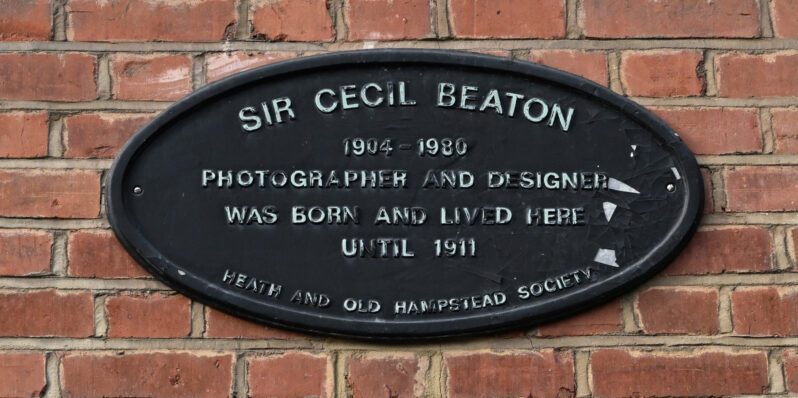 SIR CECIL BEATON
1904 - 1980
PHOTOGRAPHER AND DESIGNER
WAS BORN AND LIVED HERE
UNTIL 1911
HEATH AND OLD HAMPSTEAD SOCIETY